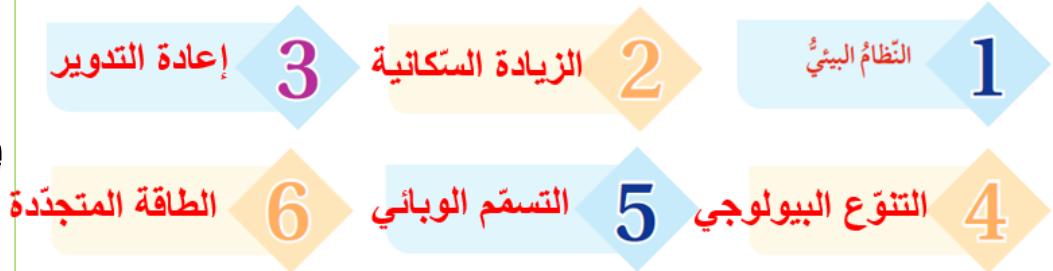 1 النّظامُ البيئيُّ
2 الزيادة السّكانية
3 إعادة التدوير
4 التنوّع البيولوجي
5 التسمّم الوبائي
6 الطاقة المتجدّدة